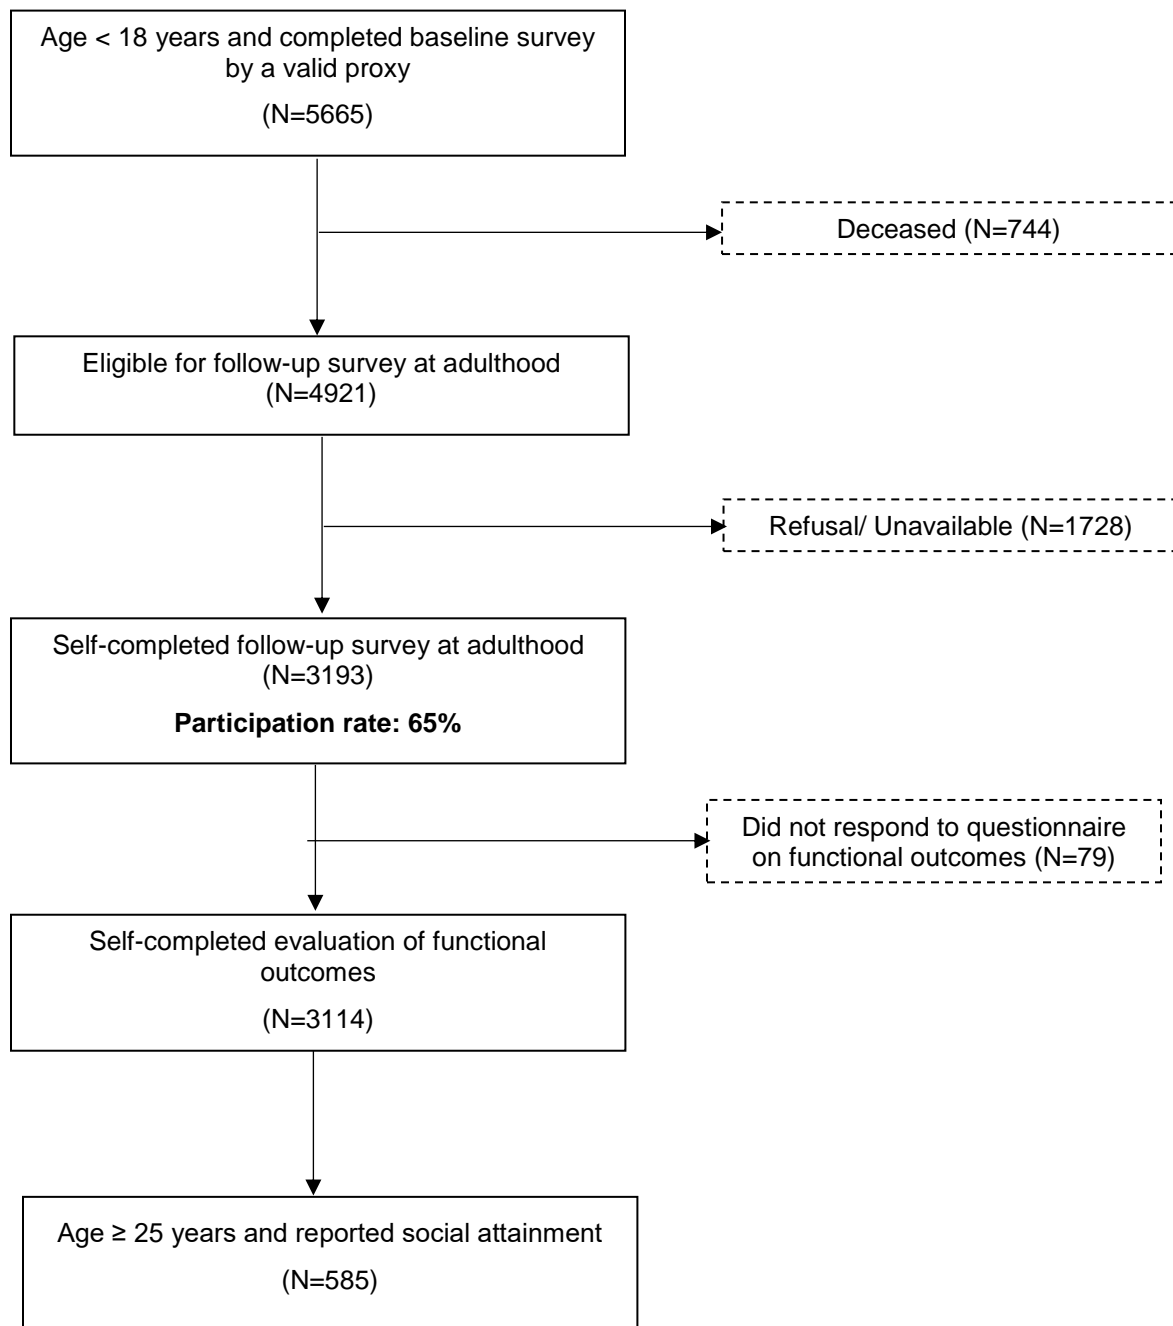 Age < 18 years and completed baseline survey
by a valid proxy
(N=5665)
Deceased (N=744)
Eligible for follow-up survey at adulthood
(N=4921)
Refusal/ Unavailable (N=1728)
Self-completed follow-up survey at adulthood
(N=3193)
Participation rate: 65%
Did not respond to questionnaire
on functional outcomes (N=79)
Self-completed evaluation of functional
outcomes
(N=3114)
Age ≥ 25 years and reported social attainment
(N=585)